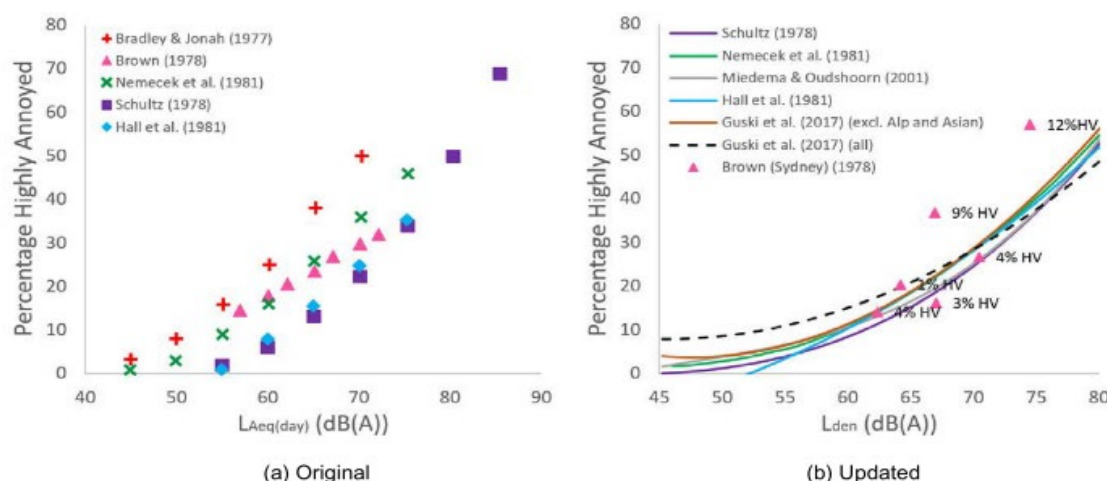 80
70
60
50
40
30
20
10
0
Percentage Highly Annoyed
Bradley & Jonah (1977)
Brown (1978)
Nemecek et al. (1981)
Schultz (1978)
Hall et al. (1981)
40 50 60 70 80 90
LAeq(day) (dB(A))
(a) Original
80
70
60
50
40
30
20
10
0
Percentage Highly Annoyed
Schultz (1978)
Nemecek et al. (1981)
Miedema & Oudshoorn (2001)
Hall et al. (1981)
Guski et al. (2017) (excl. Alp and Asian)
Guski et al. (2017) (all)
Brown (Sydney) (1978)
12%HV
9% HV
4% HV
1% HV
3% HV
4% HV
45 50 55 60 65 70 75 80
Lden (dB(A))
(b) Updated